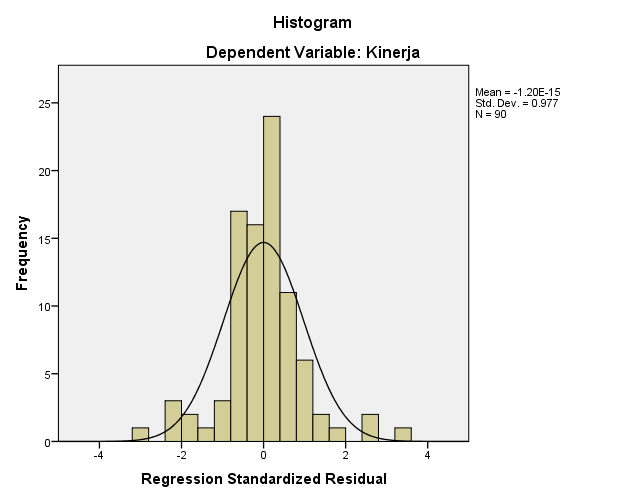 Histogram
Dependent Variable: Kinerja
Mean = -1.20E-15
Std. Dev. = 0.977
N = 90
Frequency
25
20
15
10
5
0
-4 -2 0 2 4
Regression Standardized Residual